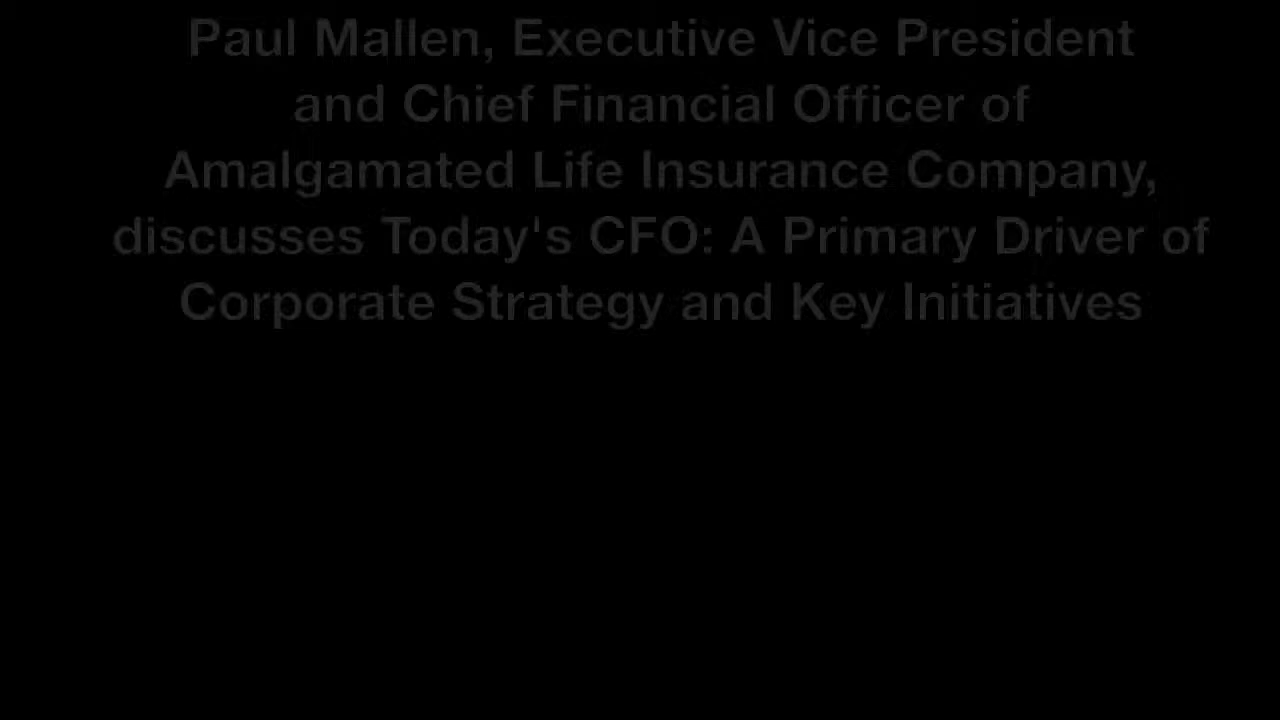 Paul Mallen, Executive Vice President
and Chief Financial Officer of
Amalgamated Life Insurance Company,
discusses Today's CFO: A Primary Driver of
Corporate Strategy and Key Initiatives